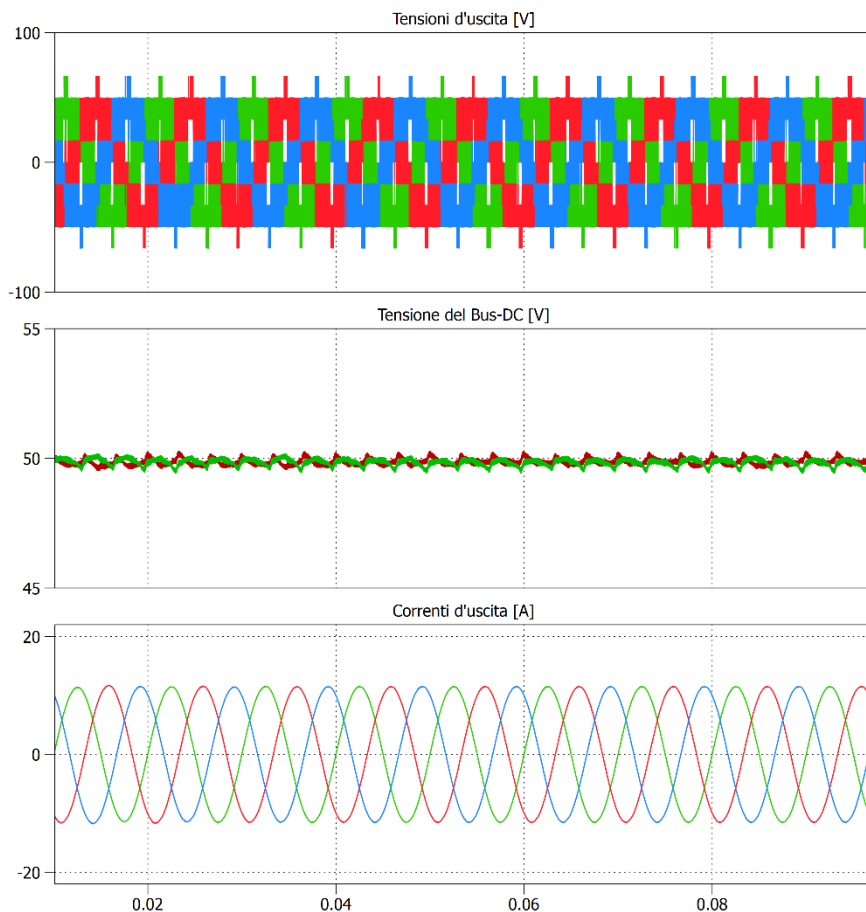 Tensioni d'uscita [V]
100
0
-100
Tensione del Bus-DC [V]
55
50
45
Correnti d'uscita [A]
20
0
-20
0.02 0.04 0.06 0.08